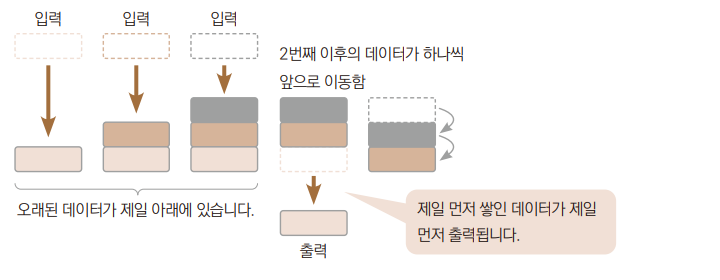 입력
입력
입력
2번째 이후의 데이터가 하나씩
앞으로 이동함
오래된 데이터가 제일 아래에 있습니다.
제일 먼저 쌓인 데이터가 제일
먼저 출력됩니다.
출력